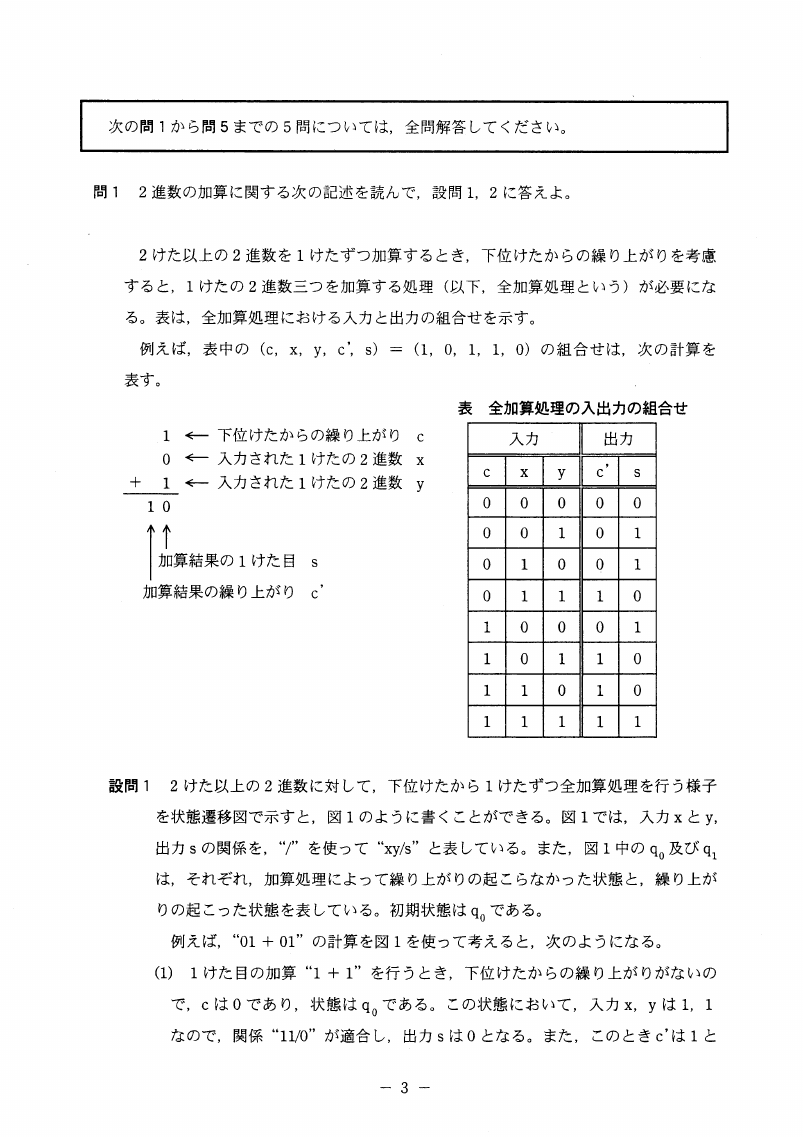 次の問1から問5までの5問については，全問解答してください。
問1　2進数の加算に関する次の記述を読んで，設問1，2に答えよ。
2けた以上の2進数を1けたずつ加算するとき，下位けたからの繰り上がりを考慮
すると，1けたの2進数三つを加算する処理（以下，全加算処理という）が必要にな
る。表は，全加算処理における入力と出力の組合せを示す。
例えば，表中の（c，x，y，c’，s）＝（1，0，1，1，0）の組合せは，次の計算を
表す。
1 ← 下位けたからの繰り上がり　c
0 ← 入力された1けたの2進数　x
+ 1 ← 入力された1けたの2進数　y
1 0
加算結果の1けた目　s
加算結果の繰り上がり　c’
表　全加算処理の入出力の組合せ
入力　出力
c x y c’ s
0 0 0 0 0
0 0 1 0 1
0 1 0 0 1
0 1 1 1 0
1 0 0 0 1
1 0 1 1 0
1 1 0 1 0
1 1 1 1 1
設問1　2けた以上の2進数に対して，下位けたから1けたずつ全加算処理を行う様子
を状態遷移図で示すと，図1のように書くことができる。図1では，入力xとy，
出力sの関係を，“/”を使って“xy/s”と表している。また，図1中のq₀及びq₁
は，それぞれ，加算処理によって繰り上がりの起こらなかった状態と，繰り上が
りの起こった状態を表している。初期状態はq₀である。
例えば，“01 + 01”の計算を図1を使って考えると，次のようになる。
(1)　1けた目の加算“1 + 1”を行うとき，下位けたからの繰り上がりがないの
で，cは0であり，状態はq₀である。この状態において，入力x，yは1，1
なので，関係“11/0”が適合し，出力sは0となる。また，このときc’は1と
− 3 −